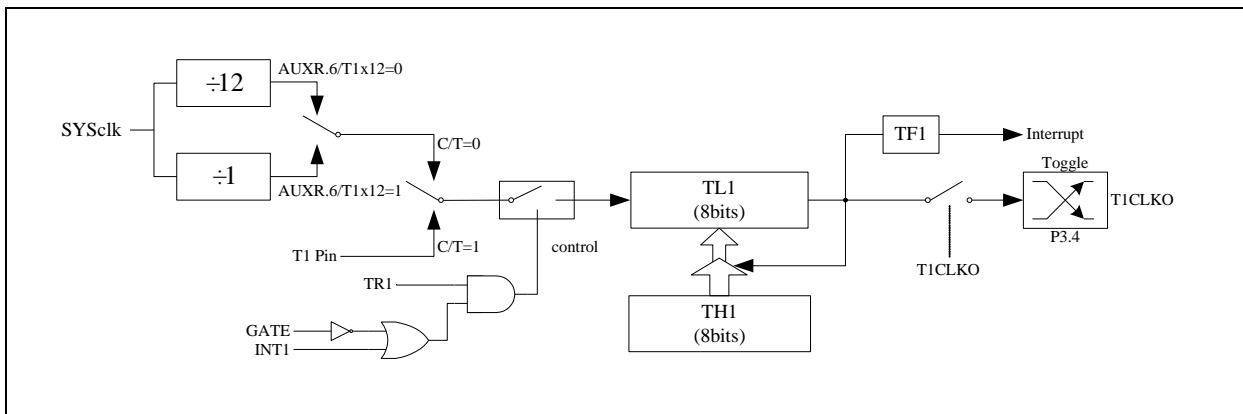 ÷12
AUXR.6/T1x12=0
SYSclk
÷1
AUXR.6/T1x12=1
C/T=0
C/T=1
T1 Pin
control
TR1
GATE
INT1
TL1
(8bits)
TH1
(8bits)
TF1
Interrupt
Toggle
T1CLKO
P3.4
T1CLKO